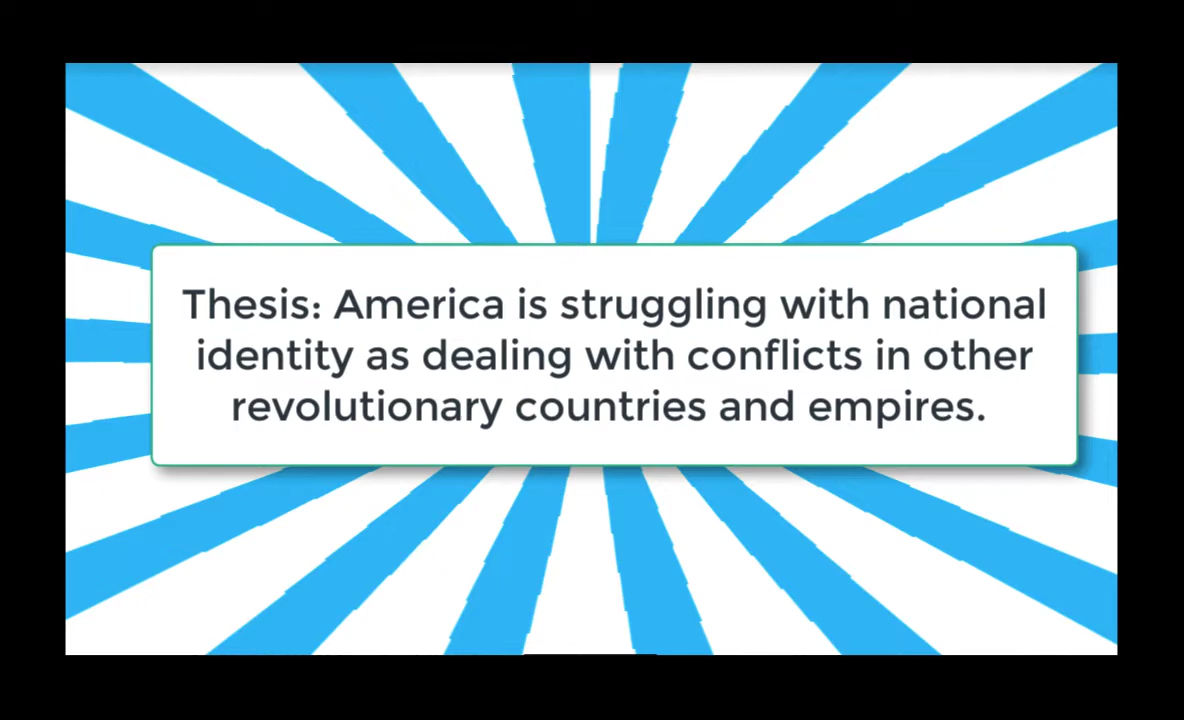 Thesis: America is struggling with national
identity as dealing with conflicts in other
revolutionary countries and empires.